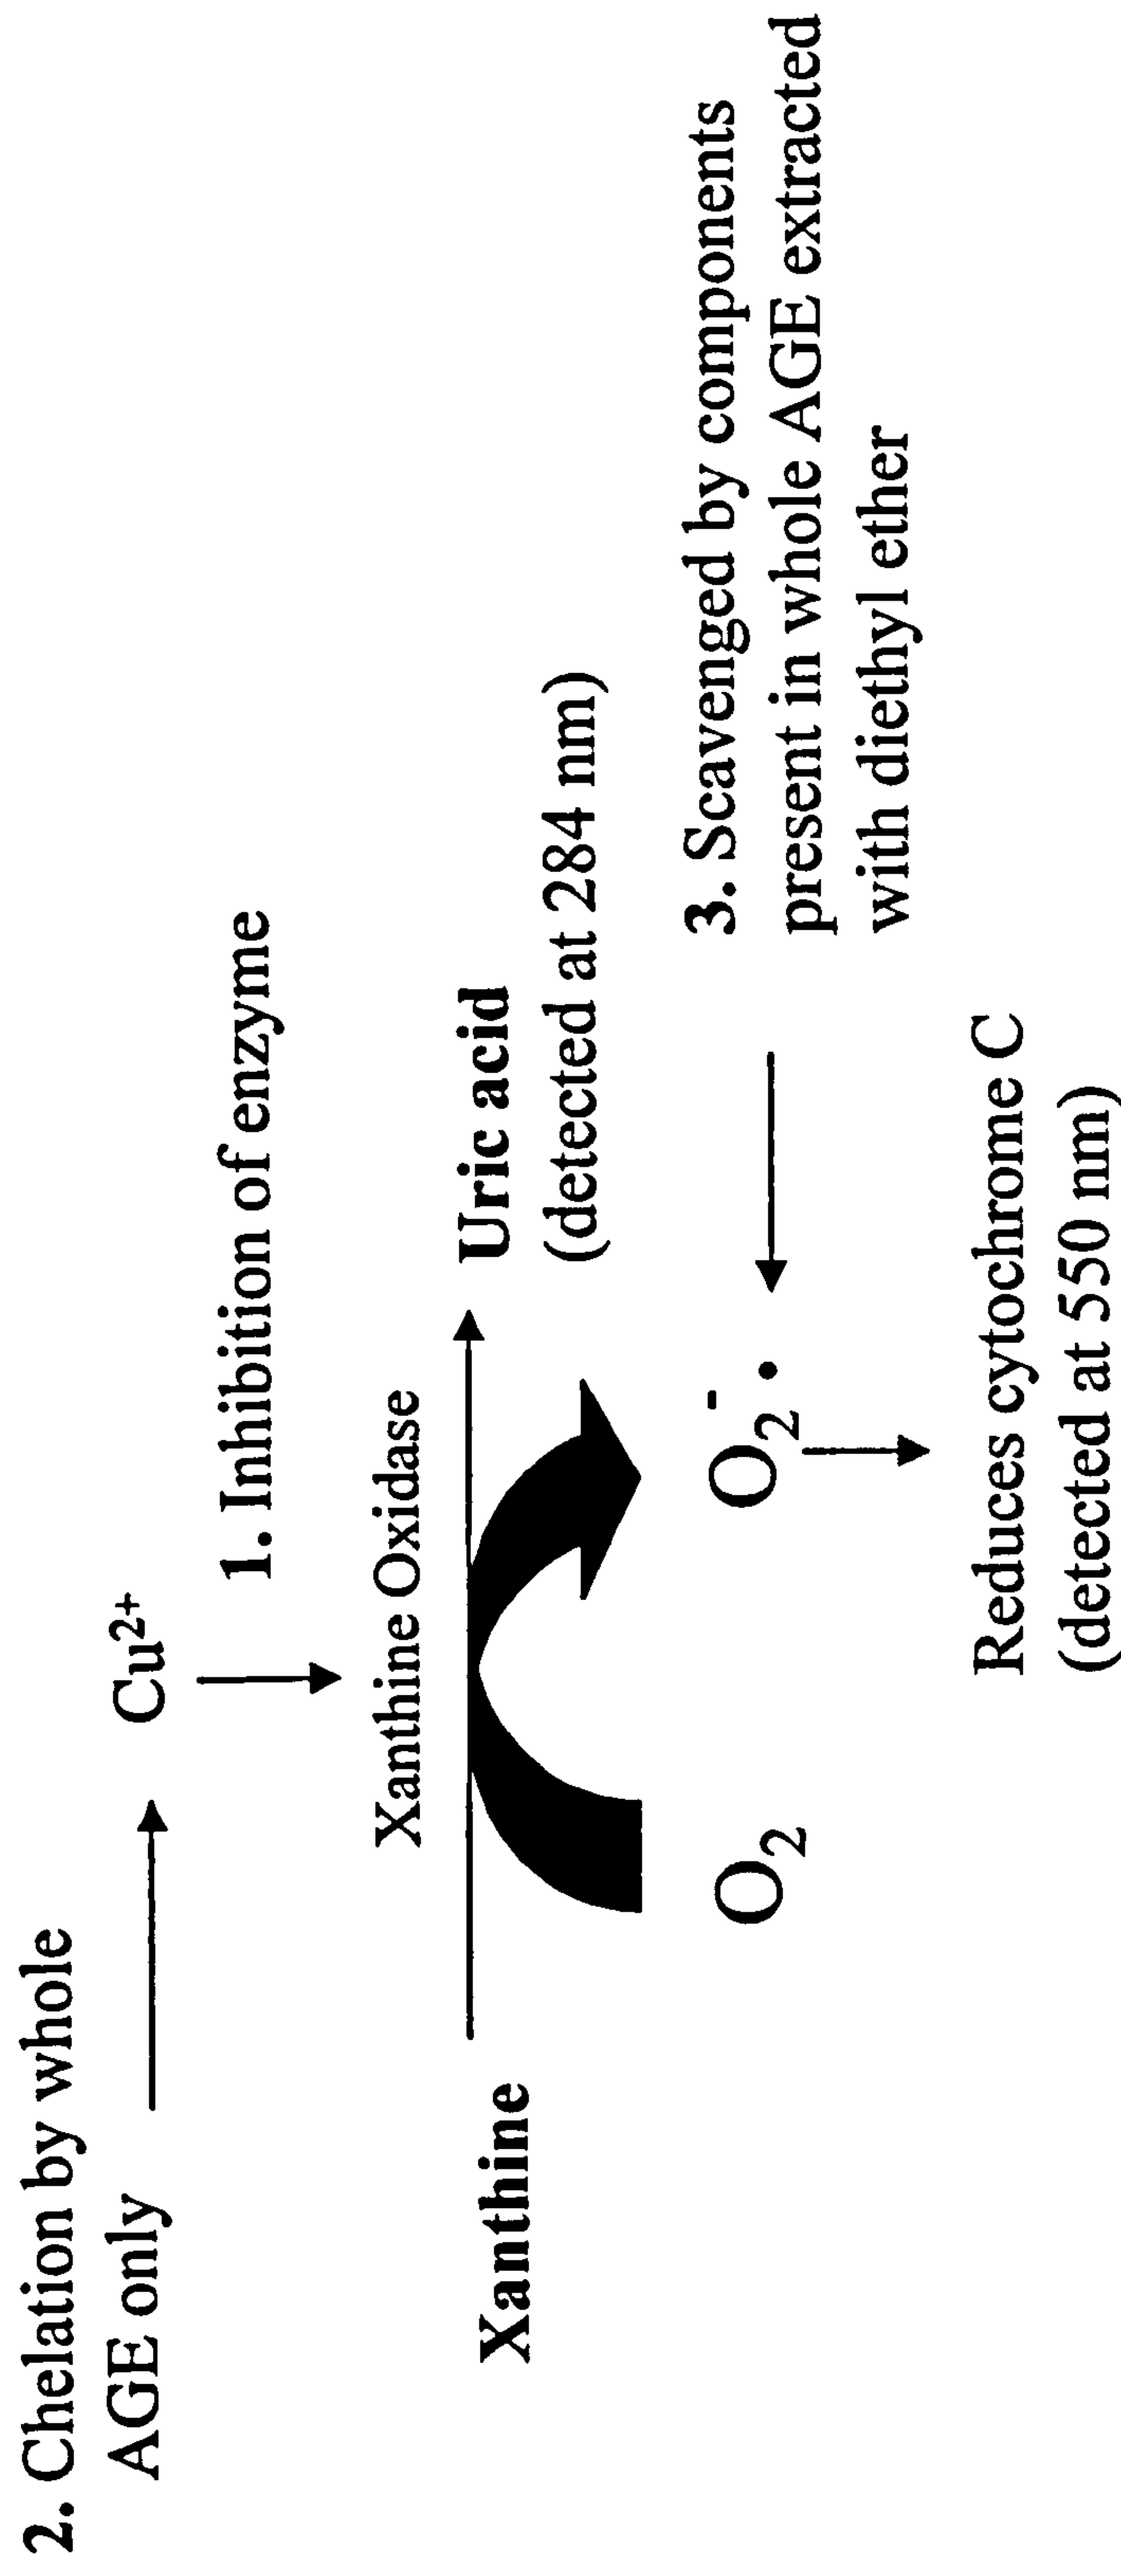 2. Chelation by whole
AGE only
Cu²⁺
1. Inhibition of enzyme
Xanthine Oxidase
Xanthine
Uric acid
(detected at 284 nm)
O₂
O₂⁻•
3. Scavenged by components
present in whole AGE extracted
with diethyl ether
Reduces cytochrome C
(detected at 550 nm)